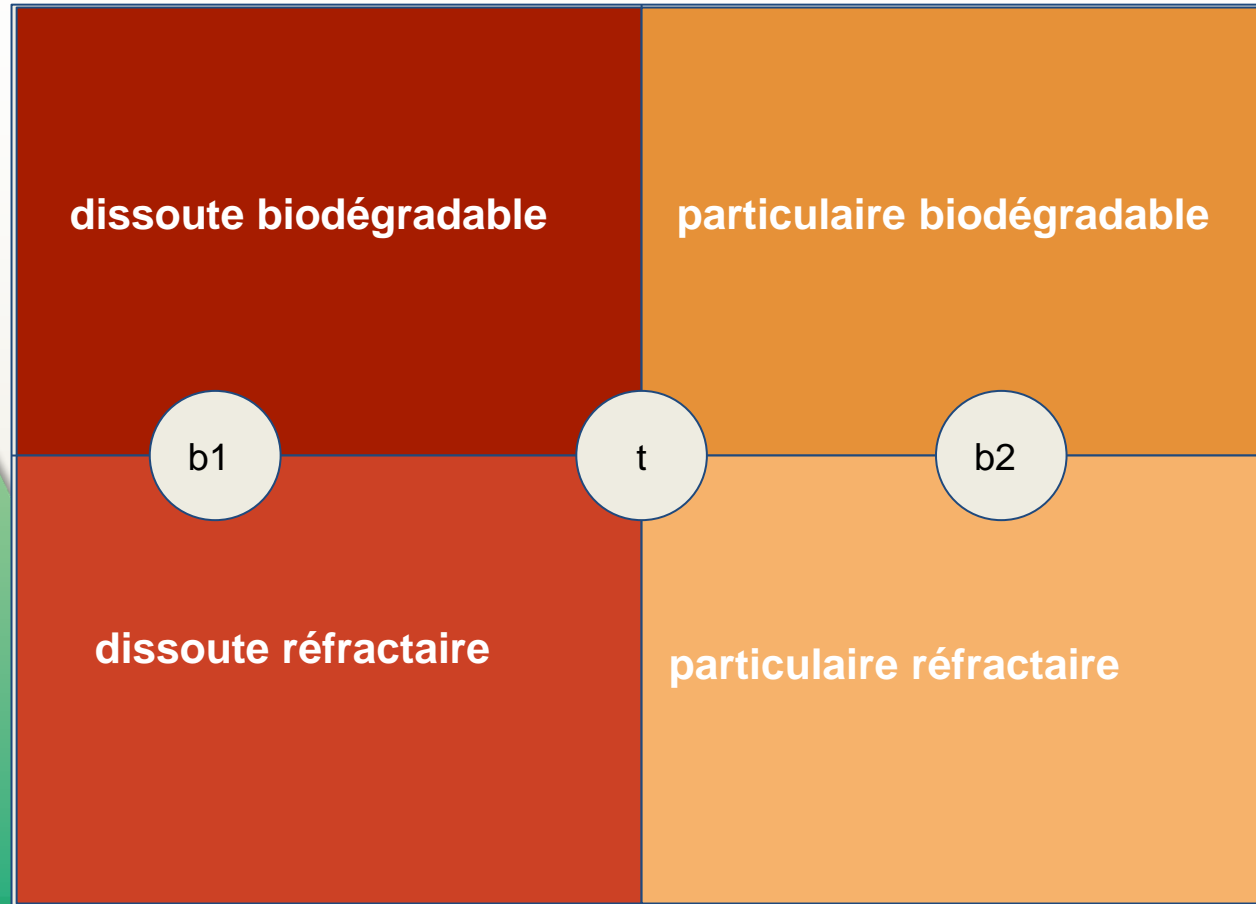 dissoute biodégradable
particulaire biodégradable
b1
t
b2
dissoute réfractaire
particulaire réfractaire